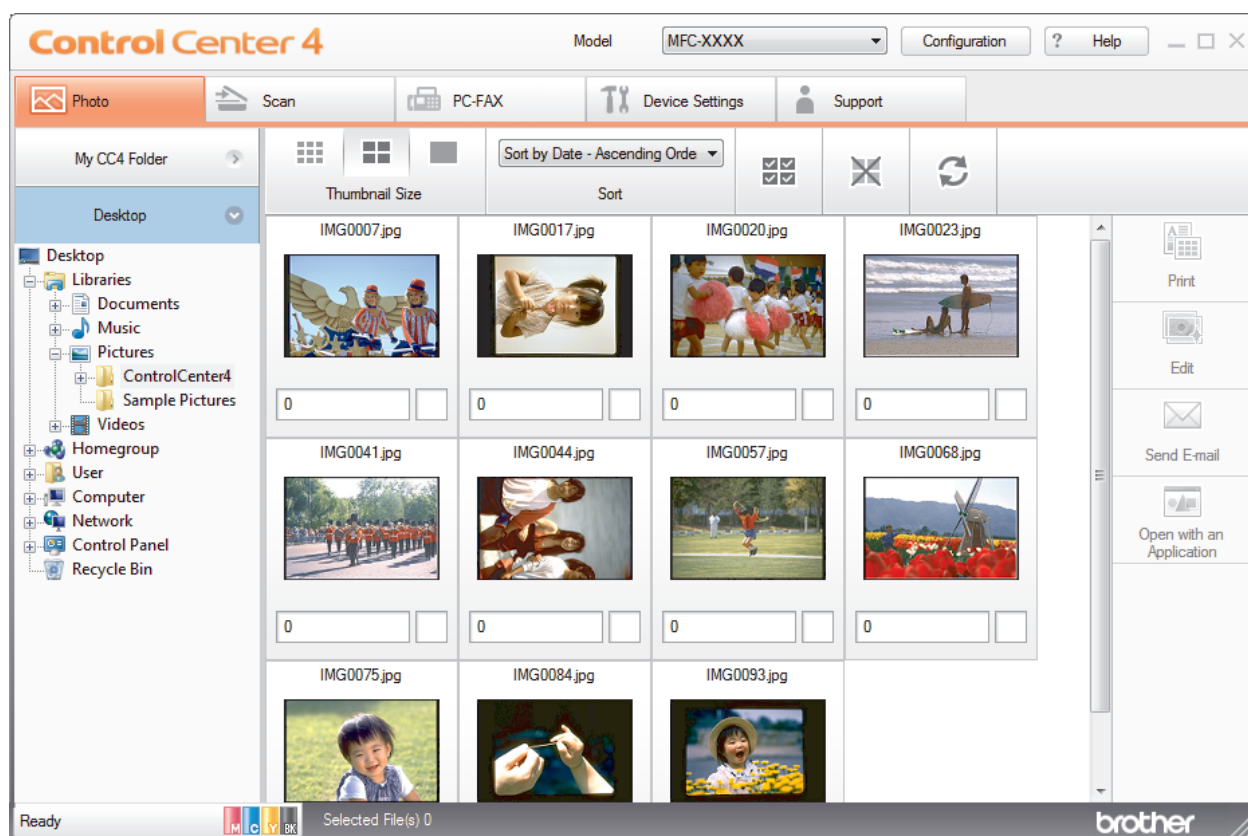 Control Center 4
Model
MFC-XXXX
Configuration
? Help
Photo
Scan
PC-FAX
Device Settings
Support
My CC4 Folder
Desktop
Thumbnail Size
Sort by Date - Ascending Orde
Sort
Desktop
Libraries
Documents
Music
Pictures
ControlCenter4
Sample Pictures
Videos
Homegroup
User
Computer
Network
Control Panel
Recycle Bin
IMG0007.jpg
IMG0017.jpg
IMG0020.jpg
IMG0023.jpg
0
0
0
0
IMG0041.jpg
IMG0044.jpg
IMG0057.jpg
IMG0068.jpg
0
0
0
0
IMG0075.jpg
IMG0084.jpg
IMG0093.jpg
Print
Edit
Send E-mail
Open with an
Application
Ready
M C Y BK
Selected File(s) 0
brother